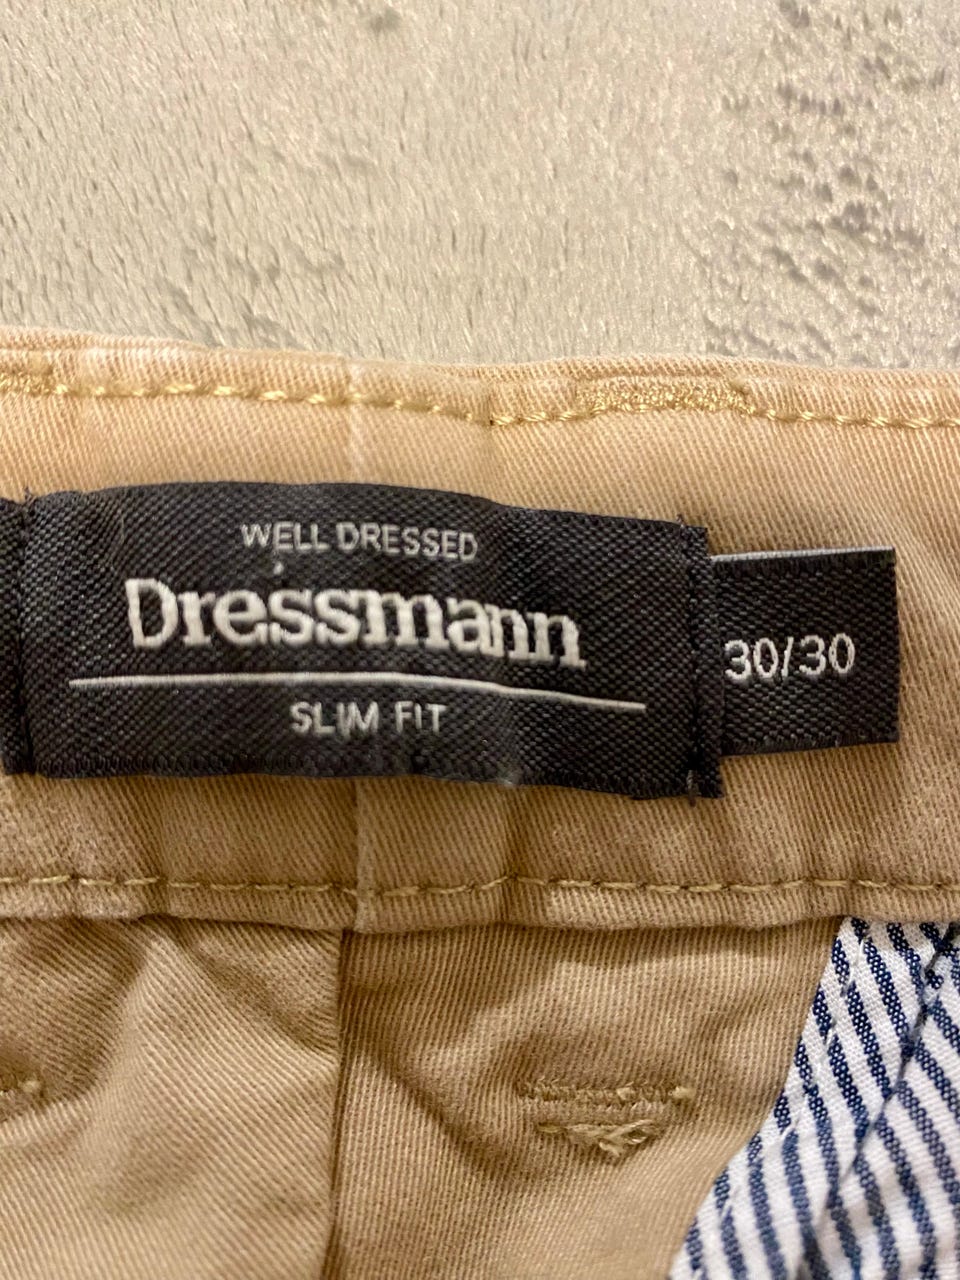 WELL DRESSED
Dressmann
SLIM FIT
30/30